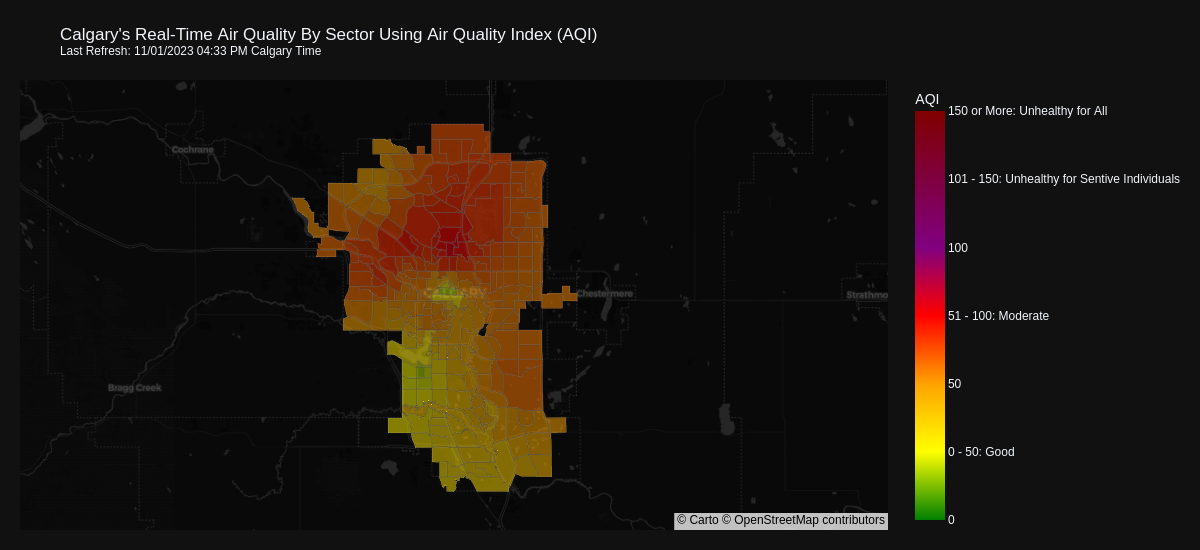 Calgary's Real-Time Air Quality By Sector Using Air Quality Index (AQI)
Last Refresh: 11/01/2023 04:33 PM Calgary Time
AQI
150 or More: Unhealthy for All
101 - 150: Unhealthy for Sentive Individuals
100
51 - 100: Moderate
50
0 - 50: Good
0
Cochrane
CALGARY
Chestermere
Strathmo
Bragg Creek
© Carto © OpenStreetMap contributors